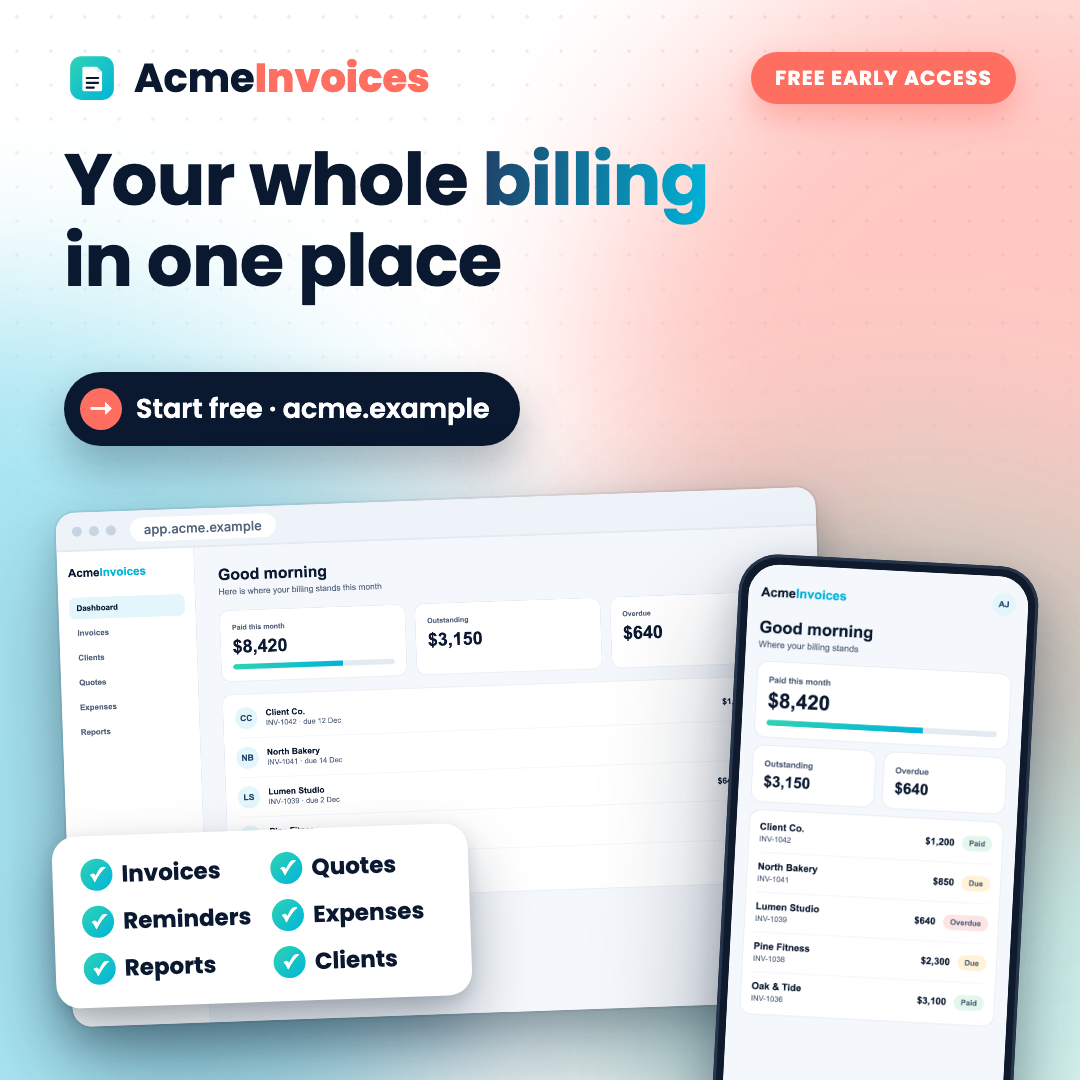 AcmeInvoices
FREE EARLY ACCESS
Your whole billing
in one place
Start free · acme.example
app.acme.example
AcmeInvoices
Dashboard
Invoices
Clients
Quotes
Expenses
Reports
Good morning
Here is where your billing stands this month
Paid this month
$8,420
Outstanding
$3,150
Overdue
$640
CC
Client Co.
INV-1042 · due 12 Dec
NB
North Bakery
INV-1041 · due 14 Dec
LS
Lumen Studio
INV-1039 · due 2 Dec
Invoices
Quotes
Reminders
Expenses
Reports
Clients
AcmeInvoices
AJ
Good morning
Where your billing stands
Paid this month
$8,420
Outstanding
$3,150
Overdue
$640
Client Co.
INV-1042
$1,200 Paid
North Bakery
INV-1041
$850 Due
Lumen Studio
INV-1039
$640 Overdue
Pine Fitness
INV-1038
$2,300 Due
Oak & Tide
INV-1036
$3,100 Paid